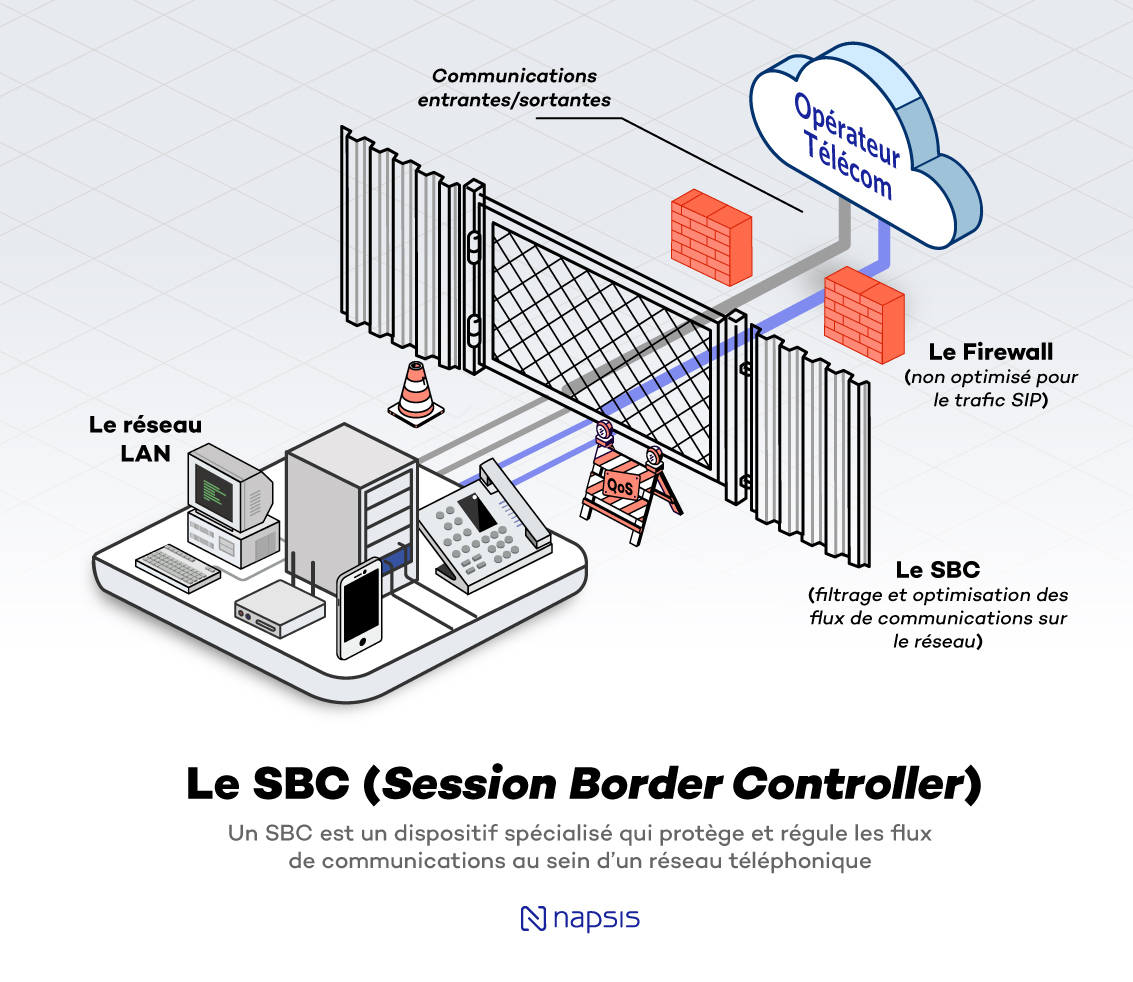 Communications
entrantes/sortantes
Opérateur
Télécom
Le Firewall
(non optimisé pour
le trafic SIP)
Le réseau
LAN
QoS
Le SBC
(filtrage et optimisation des
flux de communications sur
le réseau)
Le SBC (Session Border Controller)
Un SBC est un dispositif spécialisé qui protège et régule les flux
de communications au sein d'un réseau téléphonique
napsis